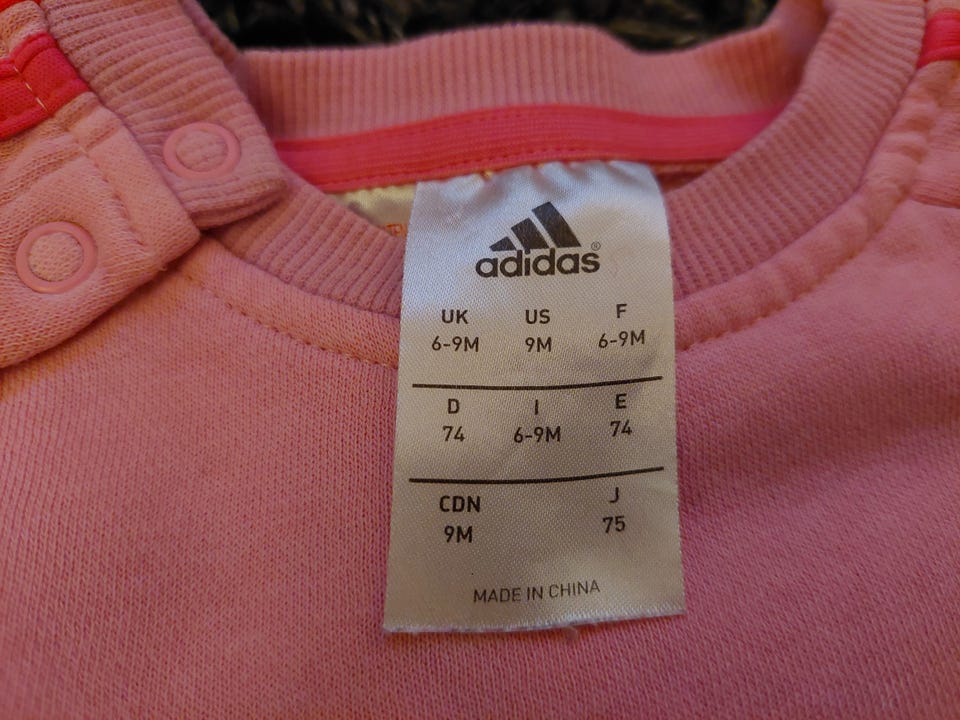 adidas®
UK US F
6-9M 9M 6-9M
D I E
74 6-9M 74
CDN J
9M 75
MADE IN CHINA